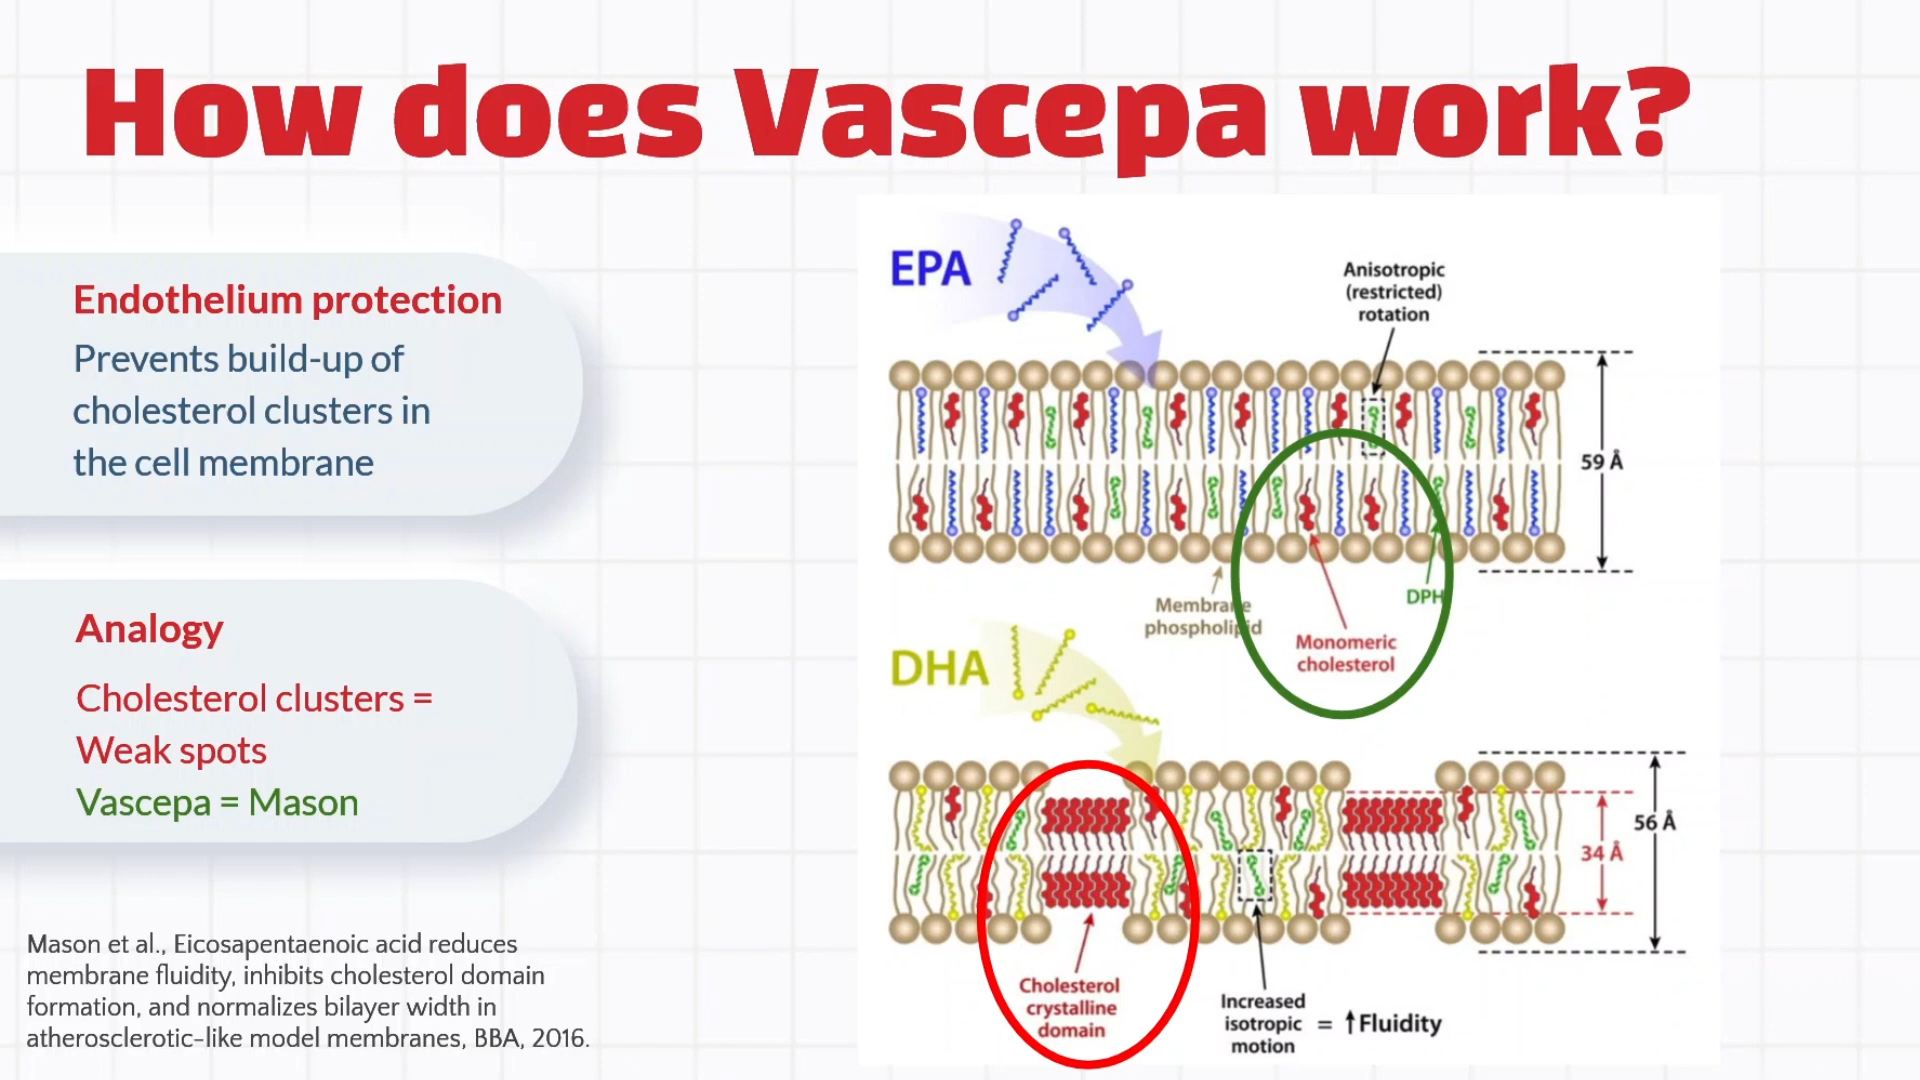 How does Vascepa work?
Endothelium protection
Prevents build-up of
cholesterol clusters in
the cell membrane
Analogy
Cholesterol clusters =
Weak spots
Vascepa = Mason
Mason et al., Eicosapentaenoic acid reduces
membrane fluidity, inhibits cholesterol domain
formation, and normalizes bilayer width in
atherosclerotic-like model membranes, BBA, 2016.
EPA
Anisotropic
(restricted)
rotation
59 Å
Membrane
phospholipid
Monomeric
cholesterol
DPH
DHA
34 Å
56 Å
Cholesterol
crystalline
domain
Increased
isotropic
motion
= ↑Fluidity